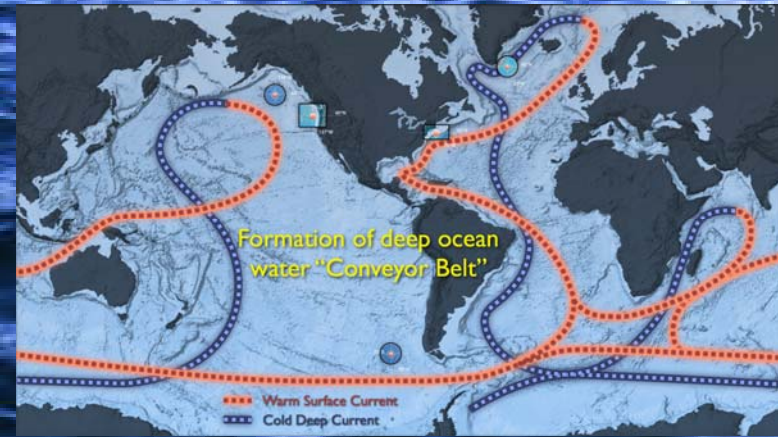 Formation of deep ocean
water “Conveyor Belt”
Warm Surface Current
Cold Deep Current